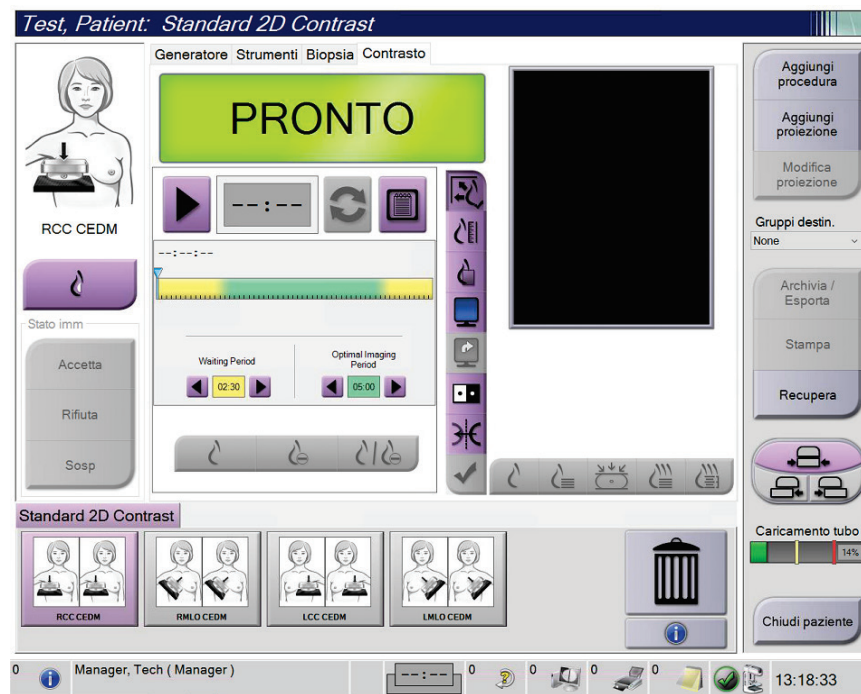 Test, Patient: Standard 2D Contrast
Generatore Strumenti Biopsia Contrasto
PRONTO
RCC CEDM
--:--
--:--:--
Stato imm
Accetta
Rifiuta
Sosp
Waiting Period
02:30
Optimal Imaging
Period
05:00
Aggiungi
procedura
Aggiungi
proiezione
Modifica
proiezione
Gruppi destin.
None
Archivia /
Esporta
Stampa
Recupera
Caricamento tubo
14%
Chiudi paziente
Standard 2D Contrast
RCC CEDM
RMLO CEDM
LCC CEDM
LMLO CEDM
0 Manager, Tech ( Manager ) --:-- 0 0 0 0 13:18:33